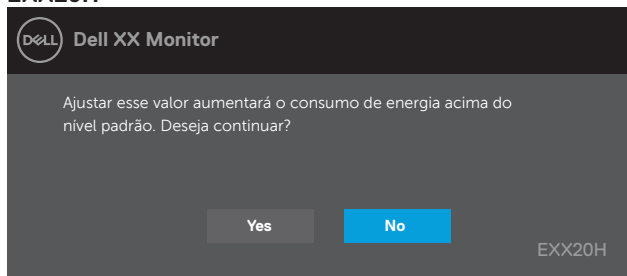 DELL
Dell XX Monitor
Ajustar esse valor aumentará o consumo de energia acima do
nível padrão. Deseja continuar?
Yes No
EXX20H